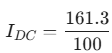 I_{DC} = \frac{161.3}{100}